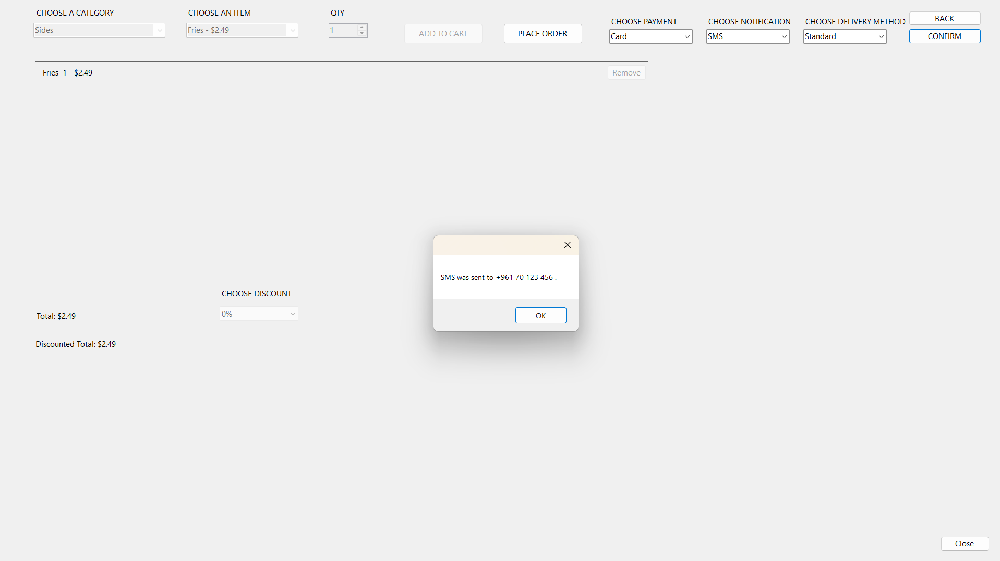 CHOOSE A CATEGORY
Sides
CHOOSE AN ITEM
Fries - $2.49
QTY
1
ADD TO CART
PLACE ORDER
CHOOSE PAYMENT
Card
CHOOSE NOTIFICATION
SMS
CHOOSE DELIVERY METHOD
Standard
BACK
CONFIRM
Fries 1 - $2.49
Remove
SMS was sent to +961 70 123 456 .
OK
CHOOSE DISCOUNT
0%
Total: $2.49
Discounted Total: $2.49
Close